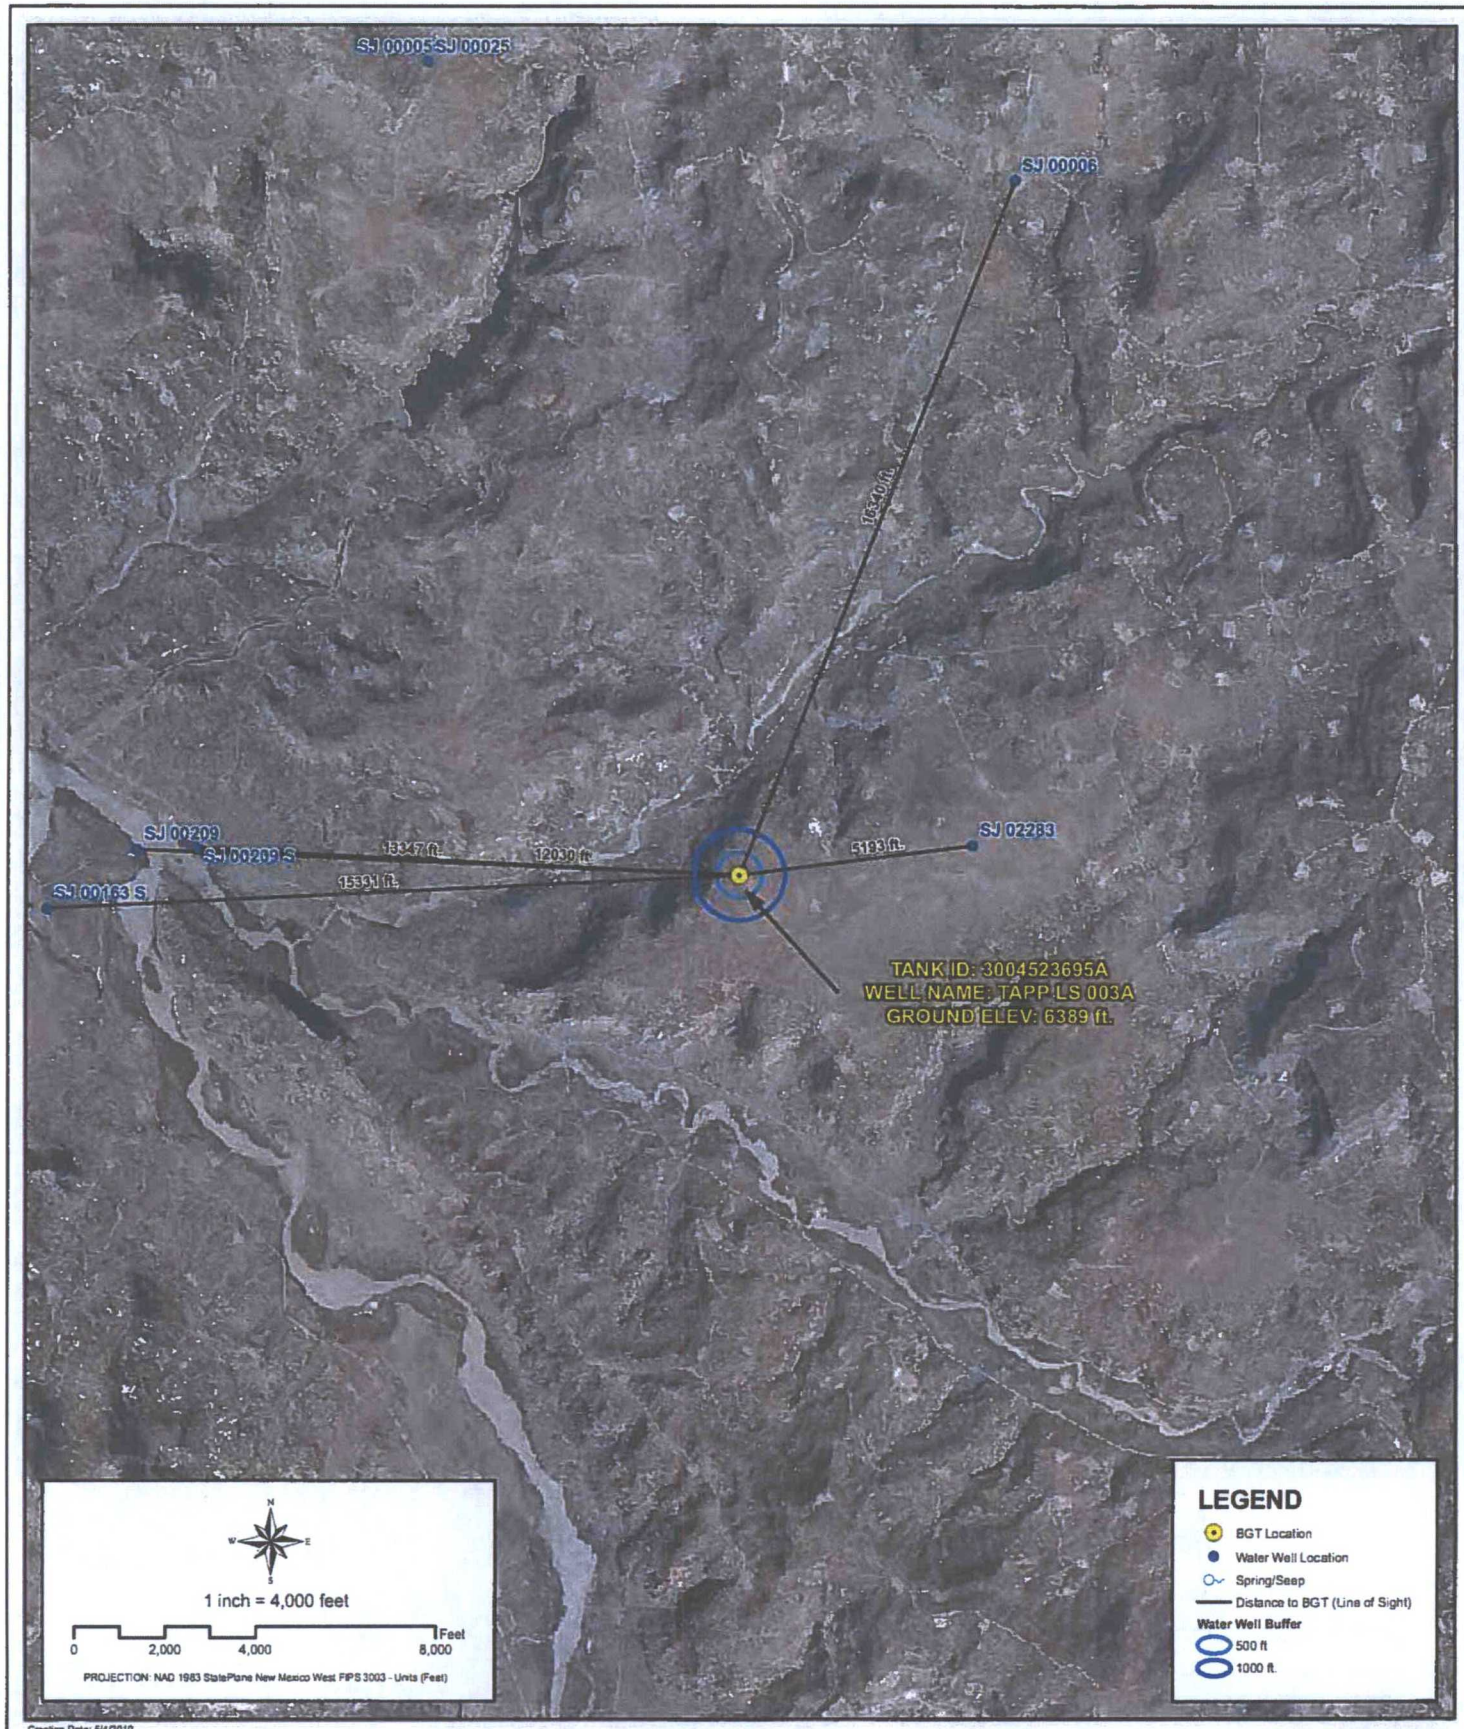 SJ 00005 SJ 00025
SJ 00006
16340 ft.
SJ 00209
SJ 00209 S
SJ 02283
13347 ft.
12030 ft.
5193 ft.
SJ 00163 S
15331 ft.
TANK ID: 3004523695A
WELL NAME: TAPP LS 003A
GROUND ELEV: 6389 ft.
N
W
E
S
1 inch = 4,000 feet
Feet
0
2,000
4,000
8,000
PROJECTION: NAD 1983 StatePlane New Mexico West FIPS 3003 - Units (Feet)
LEGEND
BGT Location
Water Well Location
Spring/Seep
Distance to BGT (Line of Sight)
Water Well Buffer
500 ft
1000 ft.